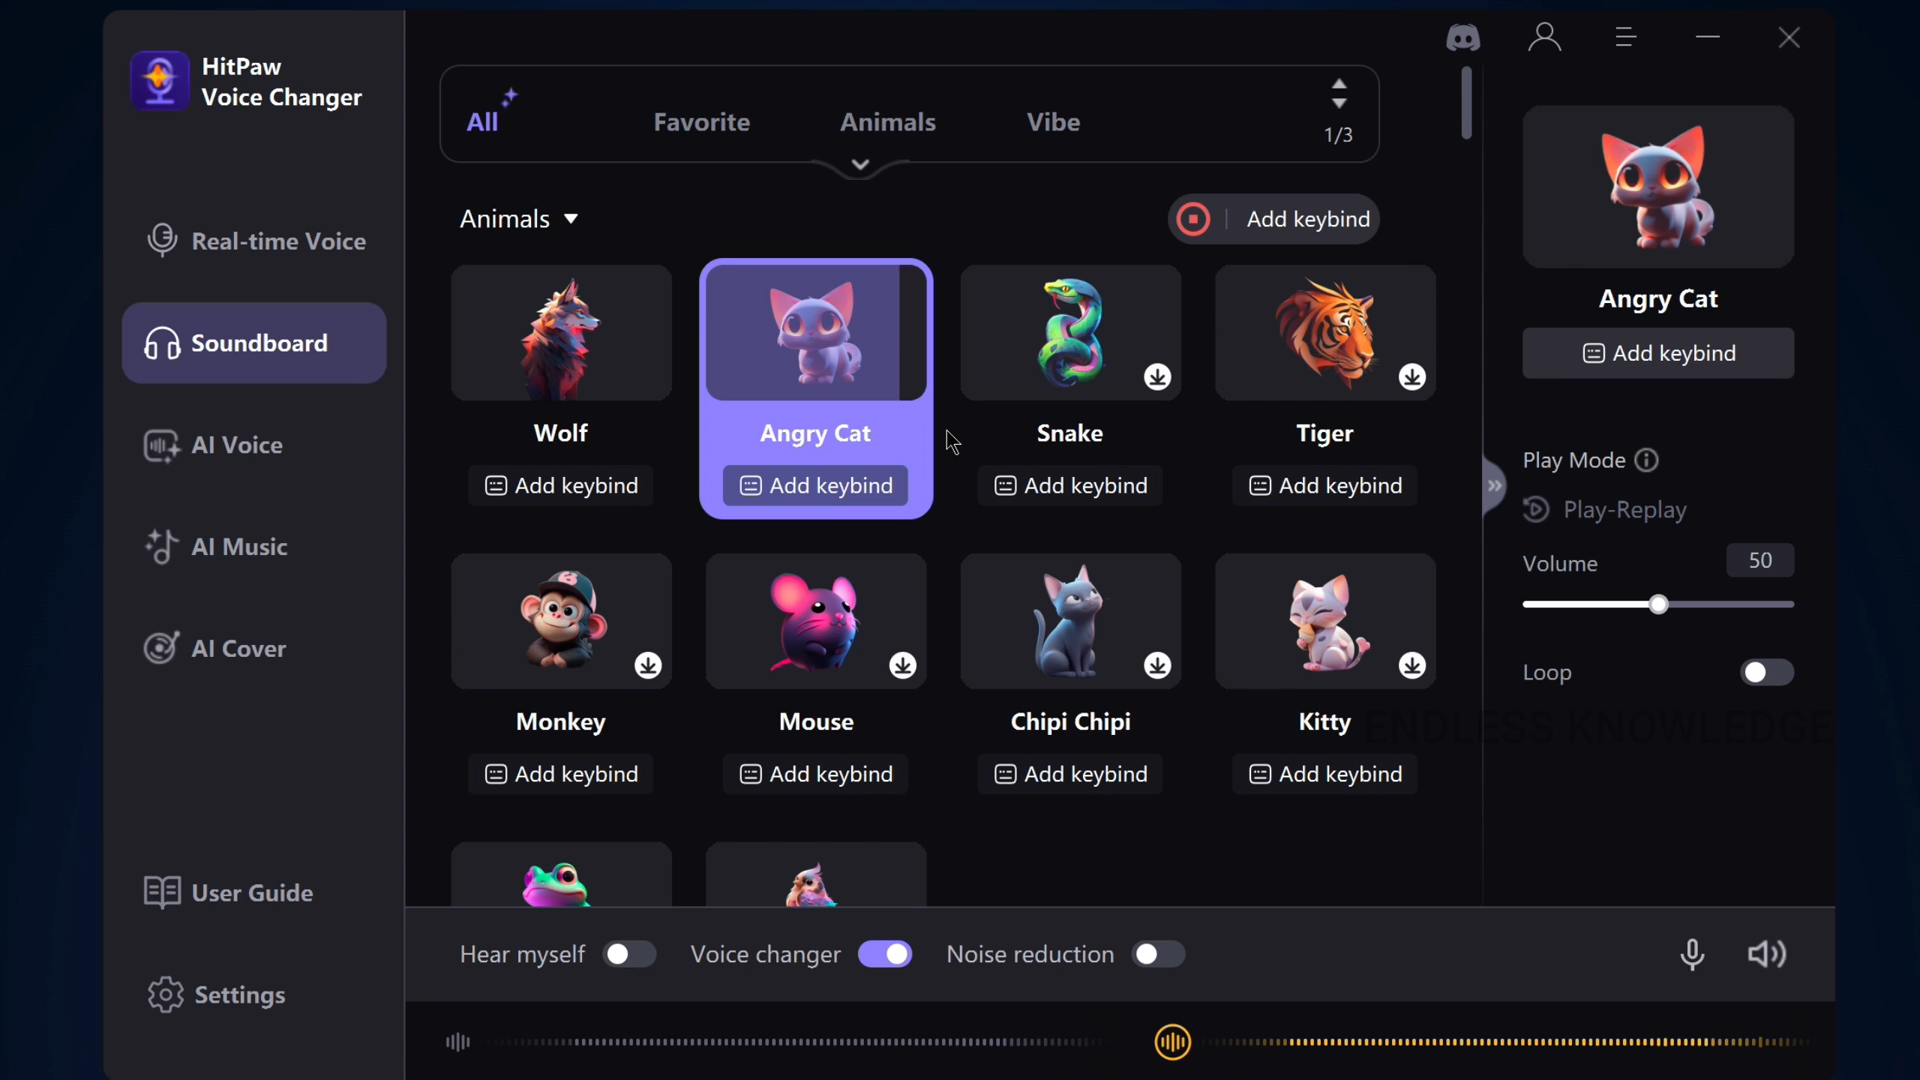 HitPaw
Voice Changer
Real-time Voice
Soundboard
AI Voice
AI Music
AI Cover
User Guide
Settings
All
Favorite
Animals
Vibe
1/3
Animals
Add keybind
Wolf
Angry Cat
Snake
Tiger
Add keybind
Add keybind
Add keybind
Add keybind
Monkey
Mouse
Chipi Chipi
Kitty
Add keybind
Add keybind
Add keybind
Add keybind
Angry Cat
Add keybind
Play Mode
Play-Replay
Volume
50
Loop
ENDLESS KNOWLEDGE
Hear myself
Voice changer
Noise reduction